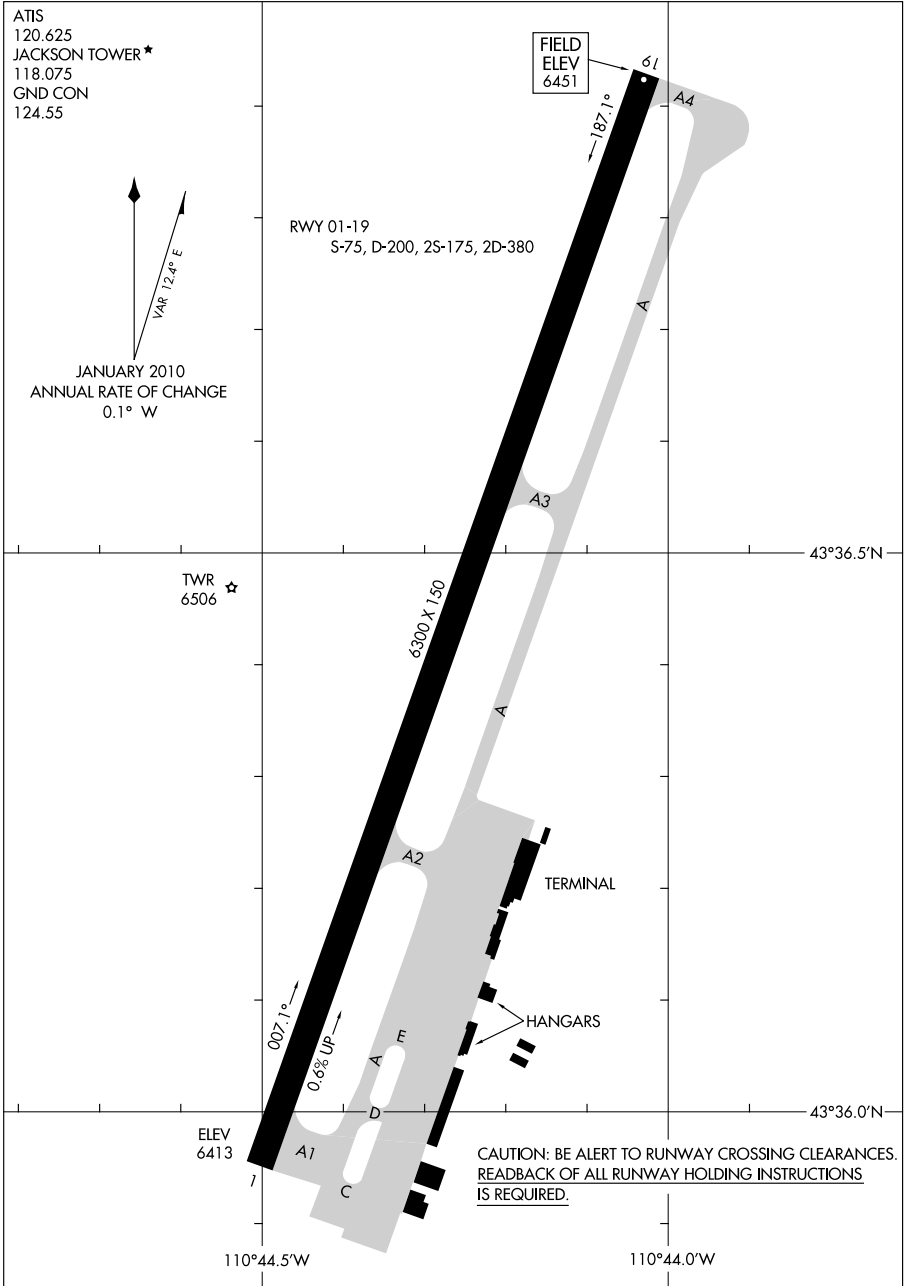 ATIS
120.625
JACKSON TOWER★
118.075
GND CON
124.55
FIELD
ELEV
6451
19
A4
187.1°
RWY 01-19
S-75, D-200, 2S-175, 2D-380
VAR 12.4° E
JANUARY 2010
ANNUAL RATE OF CHANGE
0.1° W
A
A3
43°36.5'N
TWR
6506
6300 X 150
A
A2
TERMINAL
007.1°
0.6% UP
HANGARS
E
A
D
43°36.0'N
ELEV
6413
A1
C
1
CAUTION: BE ALERT TO RUNWAY CROSSING CLEARANCES.
READBACK OF ALL RUNWAY HOLDING INSTRUCTIONS
IS REQUIRED.
110°44.5'W
110°44.0'W